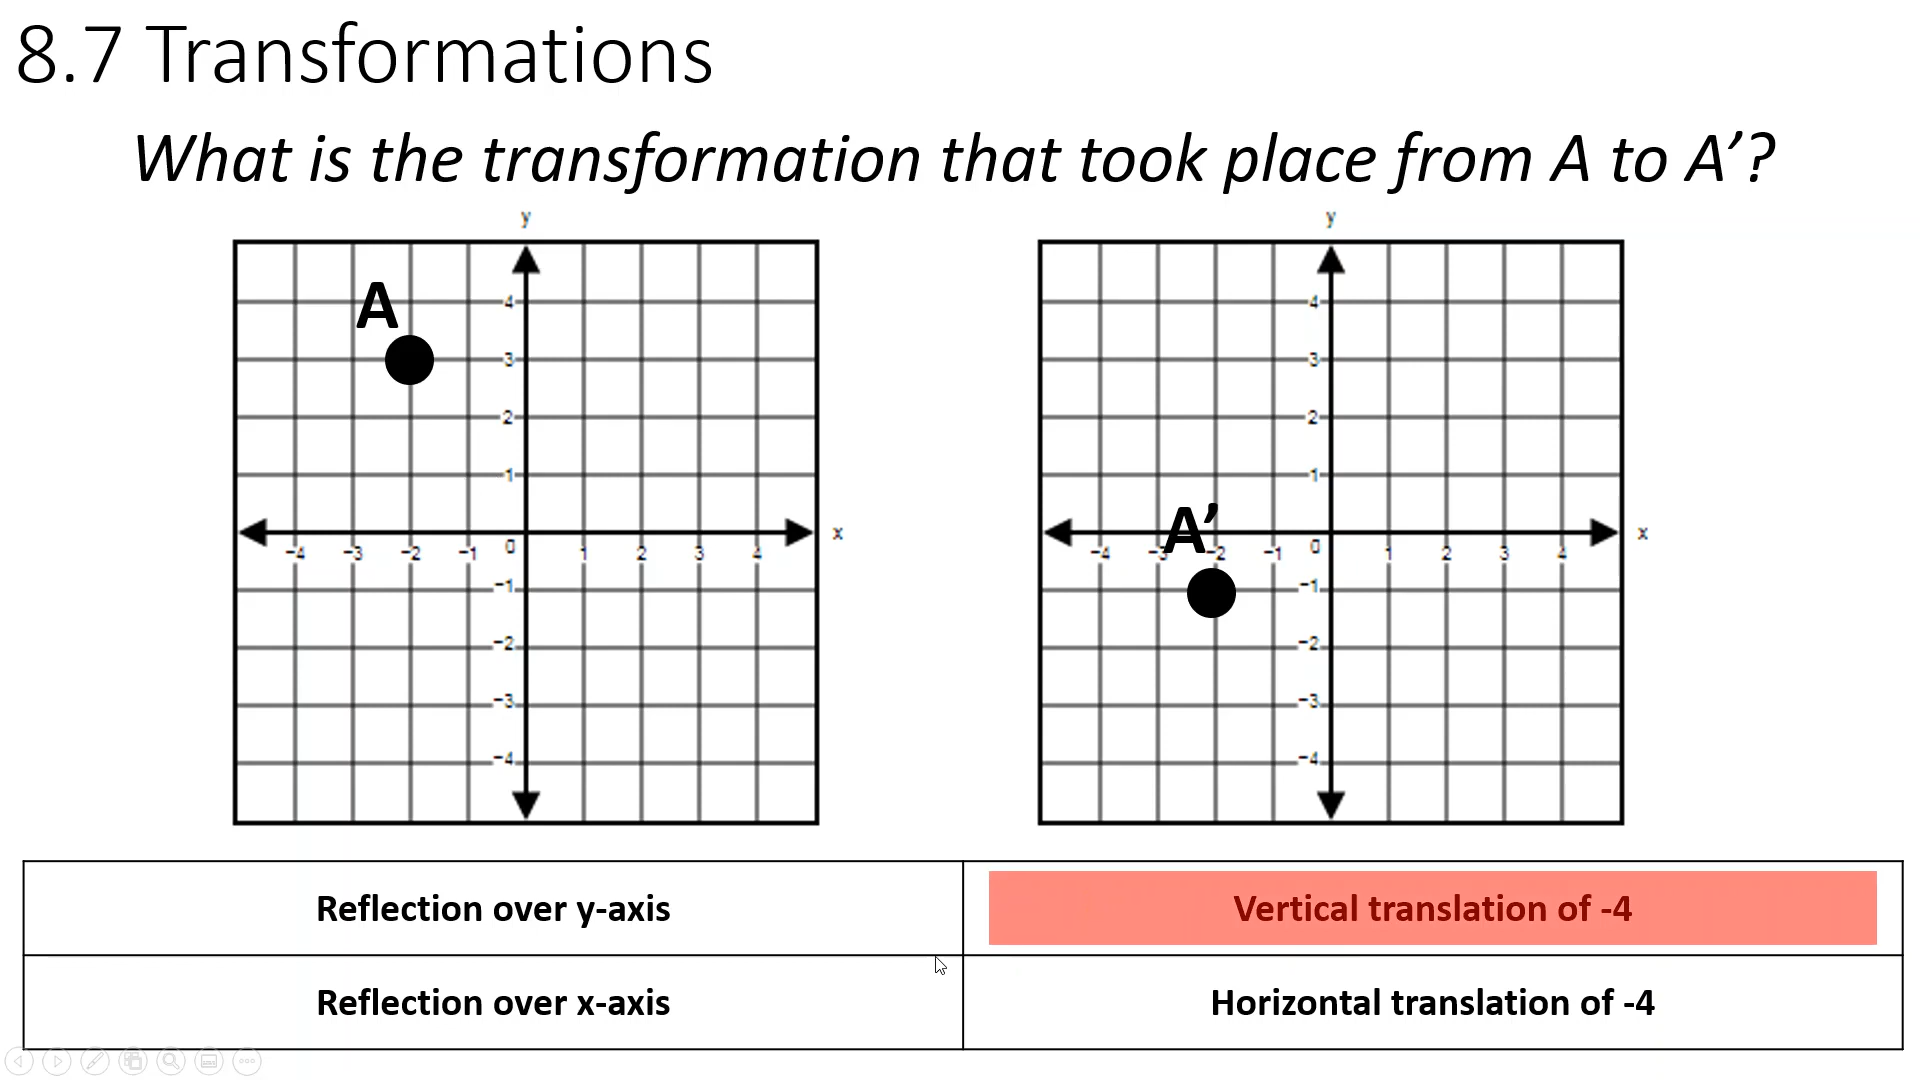 8.7 Transformations
What is the transformation that took place from A to A’?
y
y
A
4
3
2
1
x
-4 -3 -2 -1 0 1 2 3 4
-1
-2
-3
-4
4
3
2
1
A’
x
-4 -3 -2 -1 0 1 2 3 4
-1
-2
-3
-4
Reflection over y-axis
Vertical translation of -4
Reflection over x-axis
Horizontal translation of -4